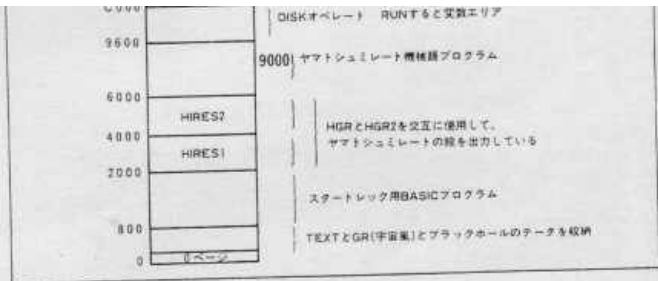 C000
DISKオペレート RUNすると変数エリア
9600
9000 ヤマトシュミレート機械語プログラム
6000
HIRES2
HGRとHGR2を交互に使用して、
ヤマトシュミレートの絵を出力している
4000
HIRES1
2000
スタートレック用BASICプログラム
800
TEXTとGR(宇宙嵐)とブラックホールのデータを収納
0 0ページ